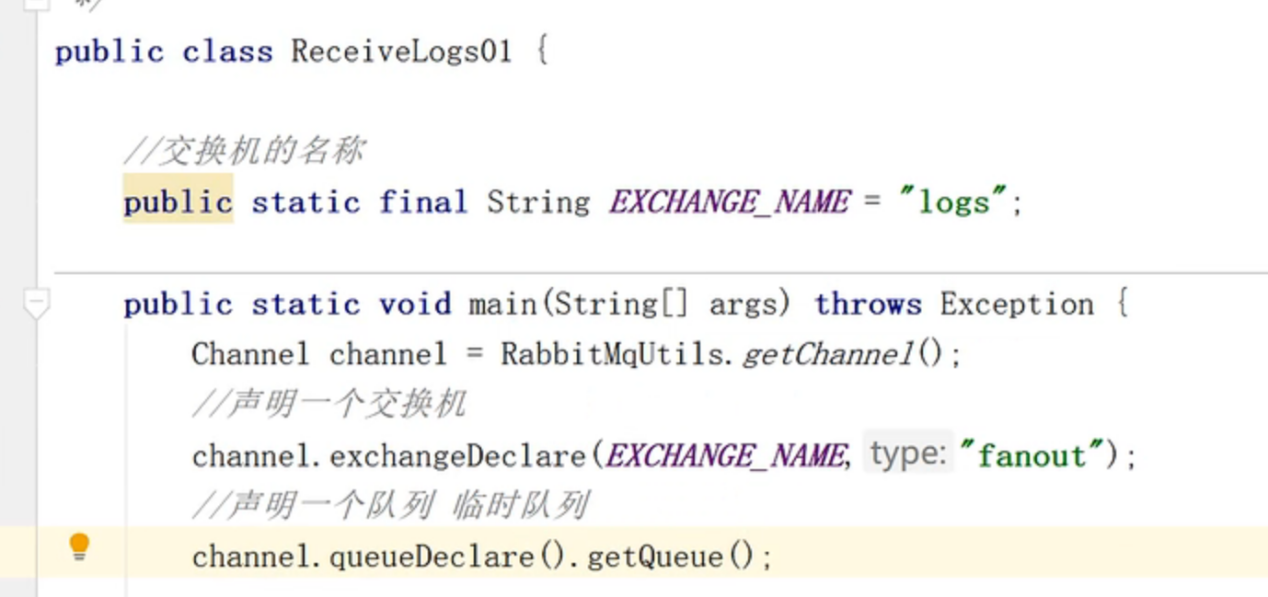 */
public class ReceiveLogs01 {
//交换机的名称
public static final String EXCHANGE_NAME = "logs";
public static void main(String[] args) throws Exception {
Channel channel = RabbitMqUtils.getChannel();
//声明一个交换机
channel.exchangeDeclare(EXCHANGE_NAME, type: "fanout");
//声明一个队列 临时队列
channel.queueDeclare().getQueue();